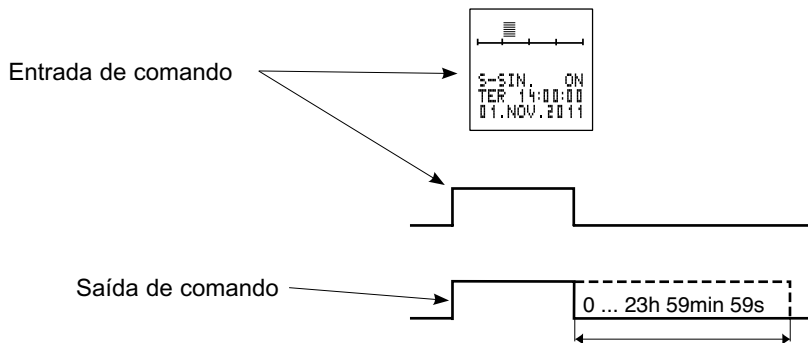 Entrada de comando
S-SIN. ON
TER 14:00:00
01.NOV.2011
Saída de comando
0 ... 23h 59min 59s